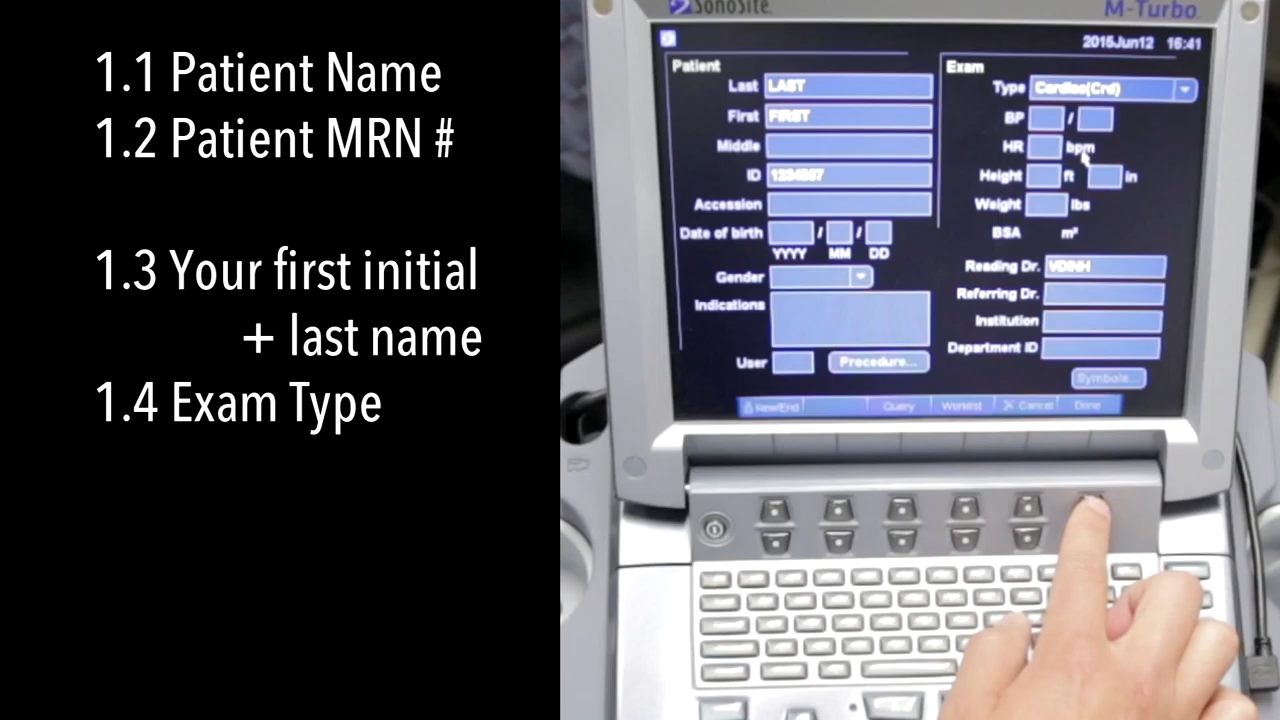 1.1 Patient Name
1.2 Patient MRN #
1.3 Your first initial
+ last name
1.4 Exam Type
SonoSite
M-Turbo
2015Jun12 16:41
Patient
Last LAST
First FIRST
Middle
ID 1234567
Accession
Date of birth / /
YYYY MM DD
Gender
Indications
User Procedure...
Exam
Type Cardiac(Crd)
BP /
HR bpm
Height ft in
Weight lbs
BSA m²
Reading Dr. VDINH
Referring Dr.
Institution
Department ID
Symbols...
New/End Query Worklist Cancel Done